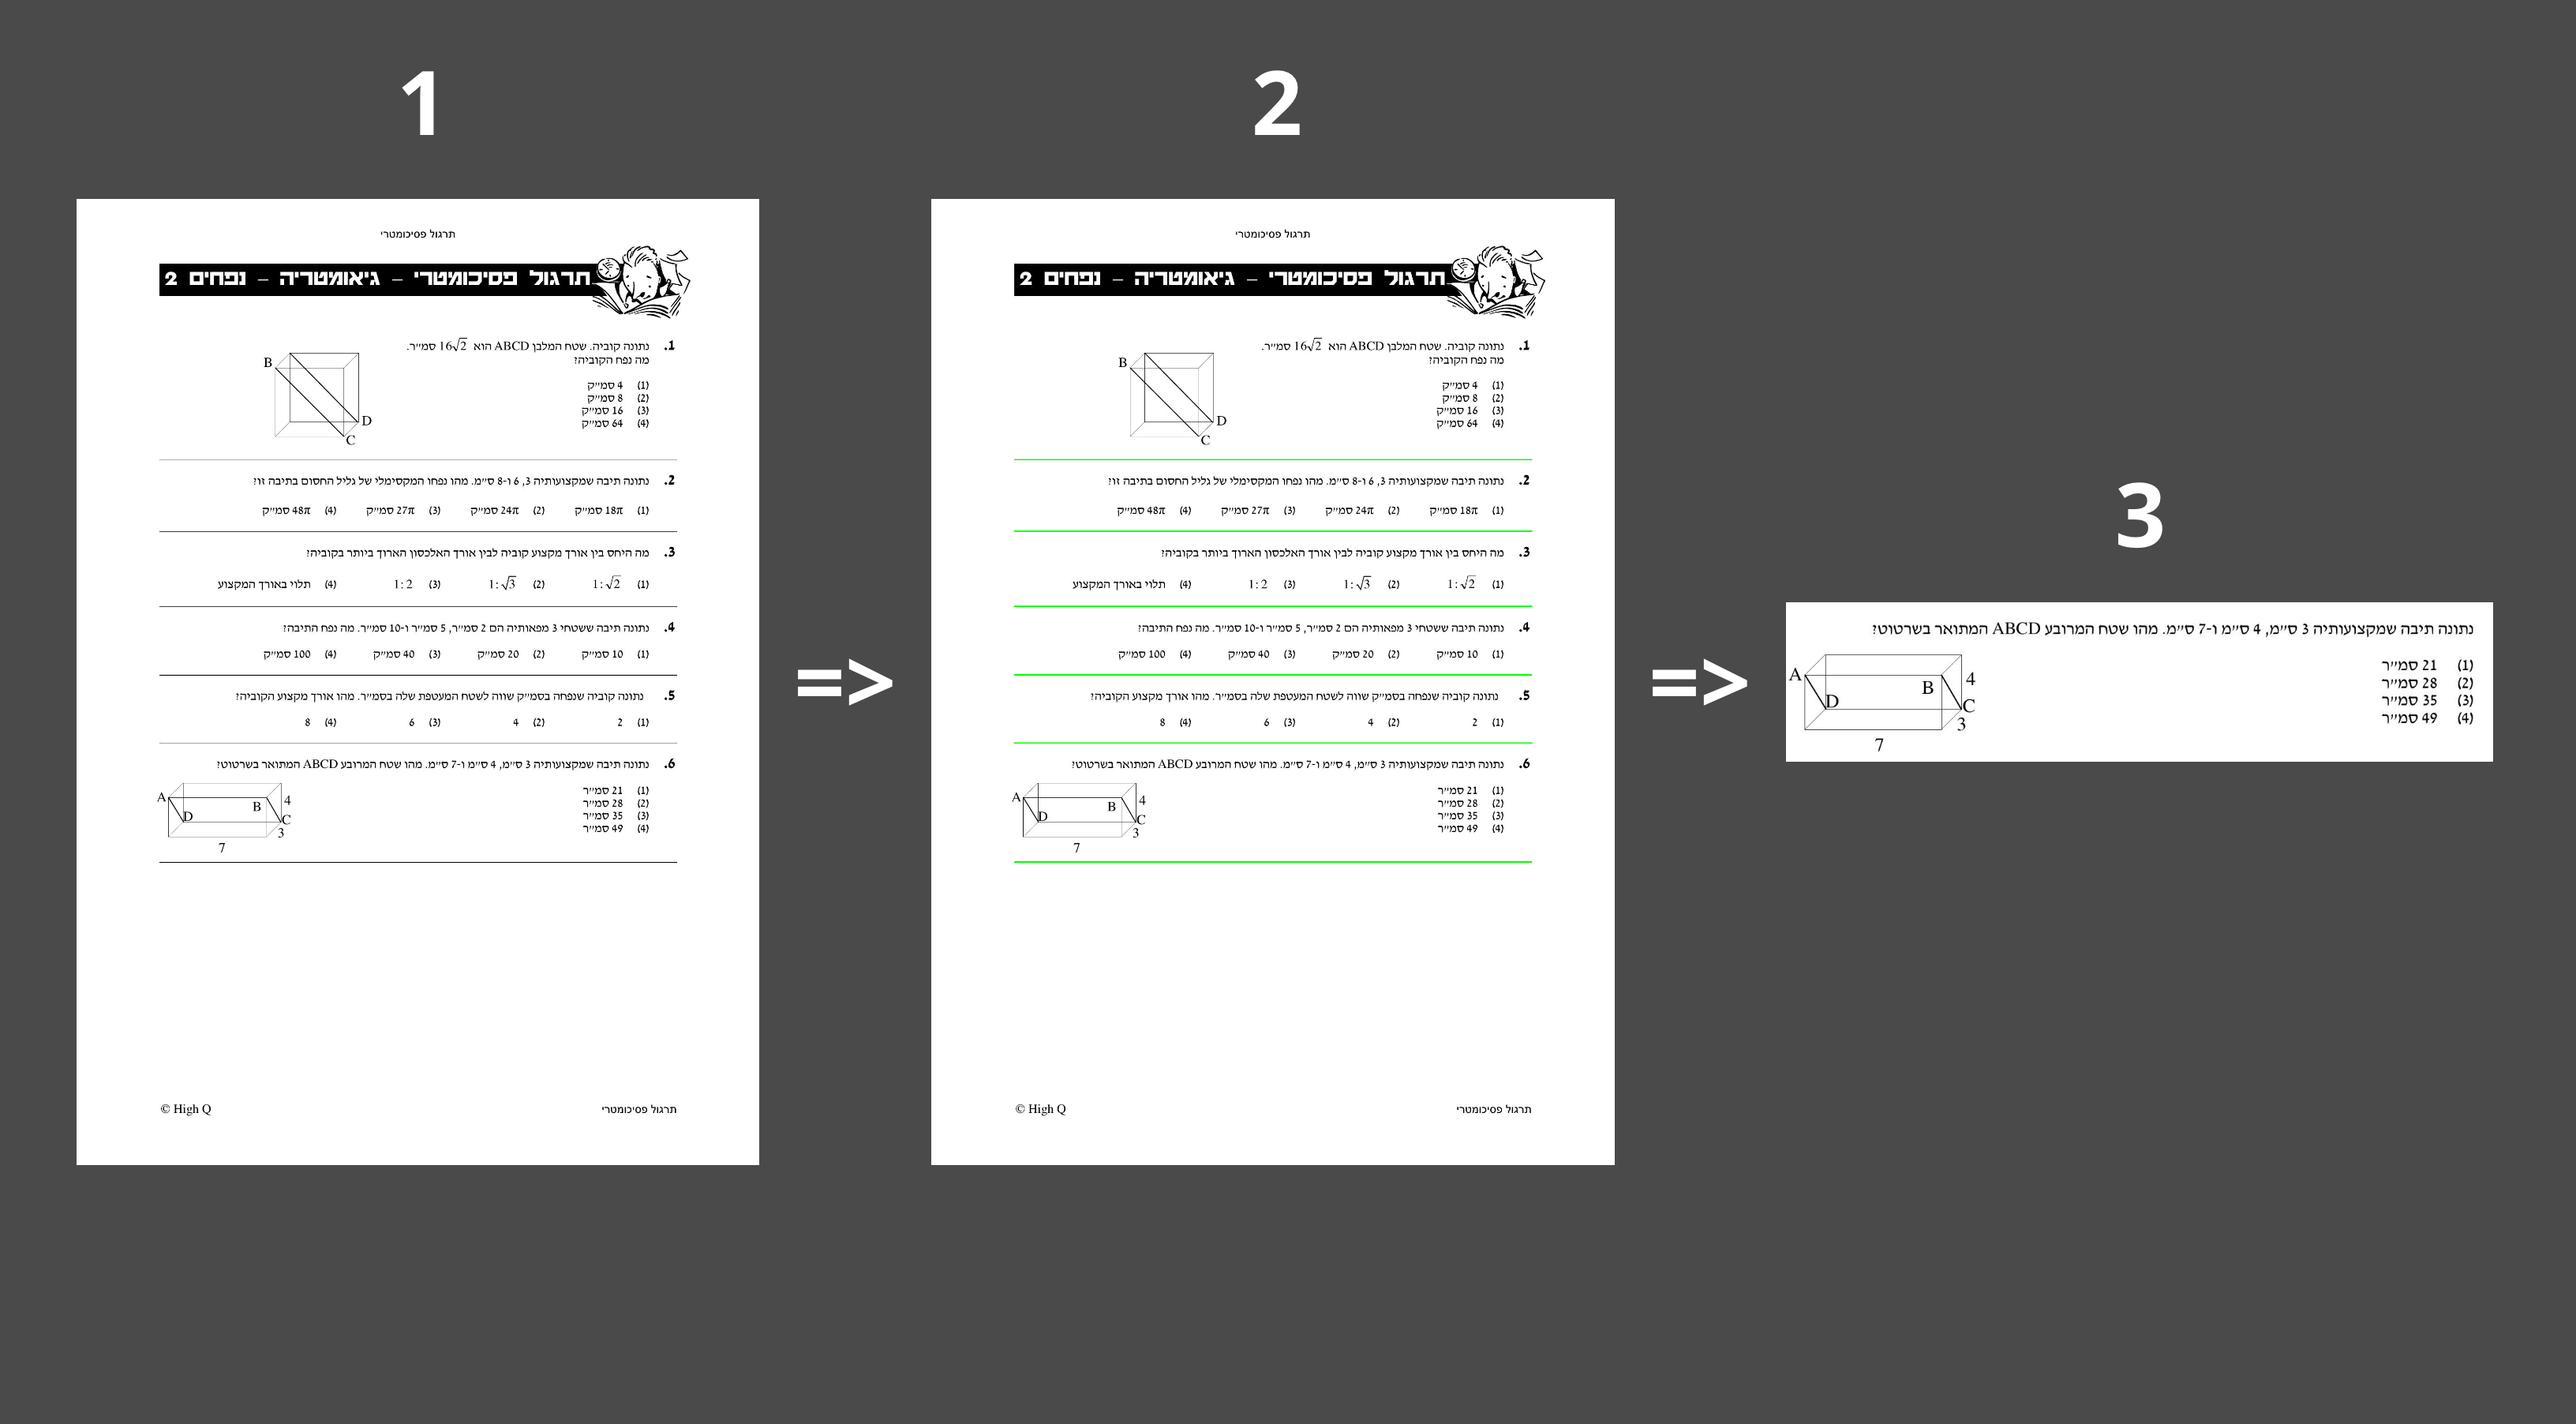 1
תרגול פסיכומטרי
תרגול פסיכומטרי – גיאומטריה – נפחים 2
.1 נתונה קוביה. שטח המלבן ABCD הוא 16√2 סמ״ר.
מה נפח הקוביה?
(1) 4 סמ״ק
(2) 8 סמ״ק
(3) 16 סמ״ק
(4) 64 סמ״ק
B
D
C
.2 נתונה תיבה שמקצועותיה 3, 6 ו-8 ס״מ. מהו נפחו המקסימלי של גליל החסום בתיבה זו?
(1) 18π סמ״ק (2) 24π סמ״ק (3) 27π סמ״ק (4) 48π סמ״ק
.3 מה היחס בין אורך מקצוע קוביה לבין אורך האלכסון הארוך ביותר בקוביה?
(1) 1:√2 (2) 1:√3 (3) 1:2 (4) תלוי באורך המקצוע
.4 נתונה תיבה ששטחי 3 מפאותיה הם 2 סמ״ר, 5 סמ״ר ו-10 סמ״ר. מה נפח התיבה?
(1) 10 סמ״ק (2) 20 סמ״ק (3) 40 סמ״ק (4) 100 סמ״ק
.5 נתונה קוביה שנפחה בסמ״ק שווה לשטח המעטפת שלה בסמ״ר. מהו אורך מקצוע הקוביה?
(1) 2 (2) 4 (3) 6 (4) 8
.6 נתונה תיבה שמקצועותיה 3 ס״מ, 4 ס״מ ו-7 ס״מ. מהו שטח המרובע ABCD המתואר בשרטוט?
(1) 21 סמ״ר
(2) 28 סמ״ר
(3) 35 סמ״ר
(4) 49 סמ״ר
A B 4
D C
3
7
תרגול פסיכומטרי
© High Q
=>
2
תרגול פסיכומטרי
תרגול פסיכומטרי – גיאומטריה – נפחים 2
.1 נתונה קוביה. שטח המלבן ABCD הוא 16√2 סמ״ר.
מה נפח הקוביה?
(1) 4 סמ״ק
(2) 8 סמ״ק
(3) 16 סמ״ק
(4) 64 סמ״ק
B
D
C
.2 נתונה תיבה שמקצועותיה 3, 6 ו-8 ס״מ. מהו נפחו המקסימלי של גליל החסום בתיבה זו?
(1) 18π סמ״ק (2) 24π סמ״ק (3) 27π סמ״ק (4) 48π סמ״ק
.3 מה היחס בין אורך מקצוע קוביה לבין אורך האלכסון הארוך ביותר בקוביה?
(1) 1:√2 (2) 1:√3 (3) 1:2 (4) תלוי באורך המקצוע
.4 נתונה תיבה ששטחי 3 מפאותיה הם 2 סמ״ר, 5 סמ״ר ו-10 סמ״ר. מה נפח התיבה?
(1) 10 סמ״ק (2) 20 סמ״ק (3) 40 סמ״ק (4) 100 סמ״ק
.5 נתונה קוביה שנפחה בסמ״ק שווה לשטח המעטפת שלה בסמ״ר. מהו אורך מקצוע הקוביה?
(1) 2 (2) 4 (3) 6 (4) 8
.6 נתונה תיבה שמקצועותיה 3 ס״מ, 4 ס״מ ו-7 ס״מ. מהו שטח המרובע ABCD המתואר בשרטוט?
(1) 21 סמ״ר
(2) 28 סמ״ר
(3) 35 סמ״ר
(4) 49 סמ״ר
A B 4
D C
3
7
תרגול פסיכומטרי
© High Q
=>
3
נתונה תיבה שמקצועותיה 3 ס״מ, 4 ס״מ ו-7 ס״מ. מהו שטח המרובע ABCD המתואר בשרטוט?
(1) 21 סמ״ר
(2) 28 סמ״ר
(3) 35 סמ״ר
(4) 49 סמ״ר
A B 4
D C
3
7